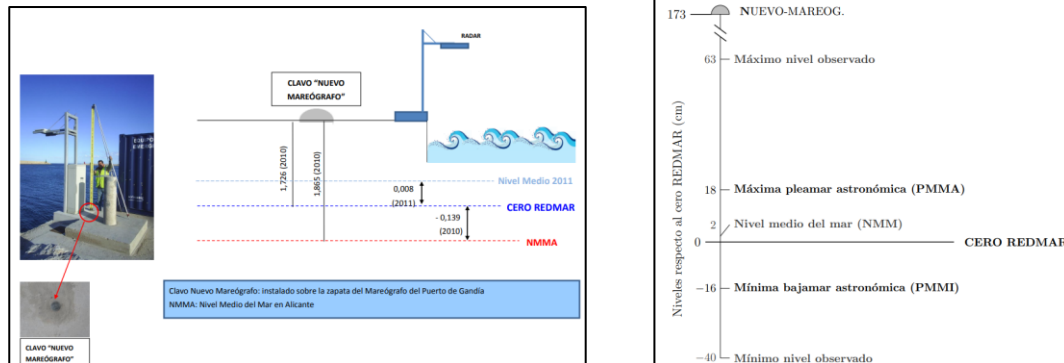 RADAR
CLAVO "NUEVO
MAREÓGRAFO"
1,726 (2010)
1,865 (2010)
Nivel Medio 2011
0,008
(2011)
CERO REDMAR
- 0,139
(2010)
NMMA
Clavo Nuevo Mareógrafo: instalado sobre la zapata del Mareógrafo del Puerto de Gandía
NMMA: Nivel Medio del Mar en Alicante
CLAVO "NUEVO
MAREÓGRAFO"
Niveles respecto al cero REDMAR (cm)
173 NUEVO-MAREOG.
63 Máximo nivel observado
18 Máxima pleamar astronómica (PMMA)
2 Nivel medio del mar (NMM)
0 CERO REDMAR
−16 Mínima bajamar astronómica (PMMI)
−40 Mínimo nivel observado